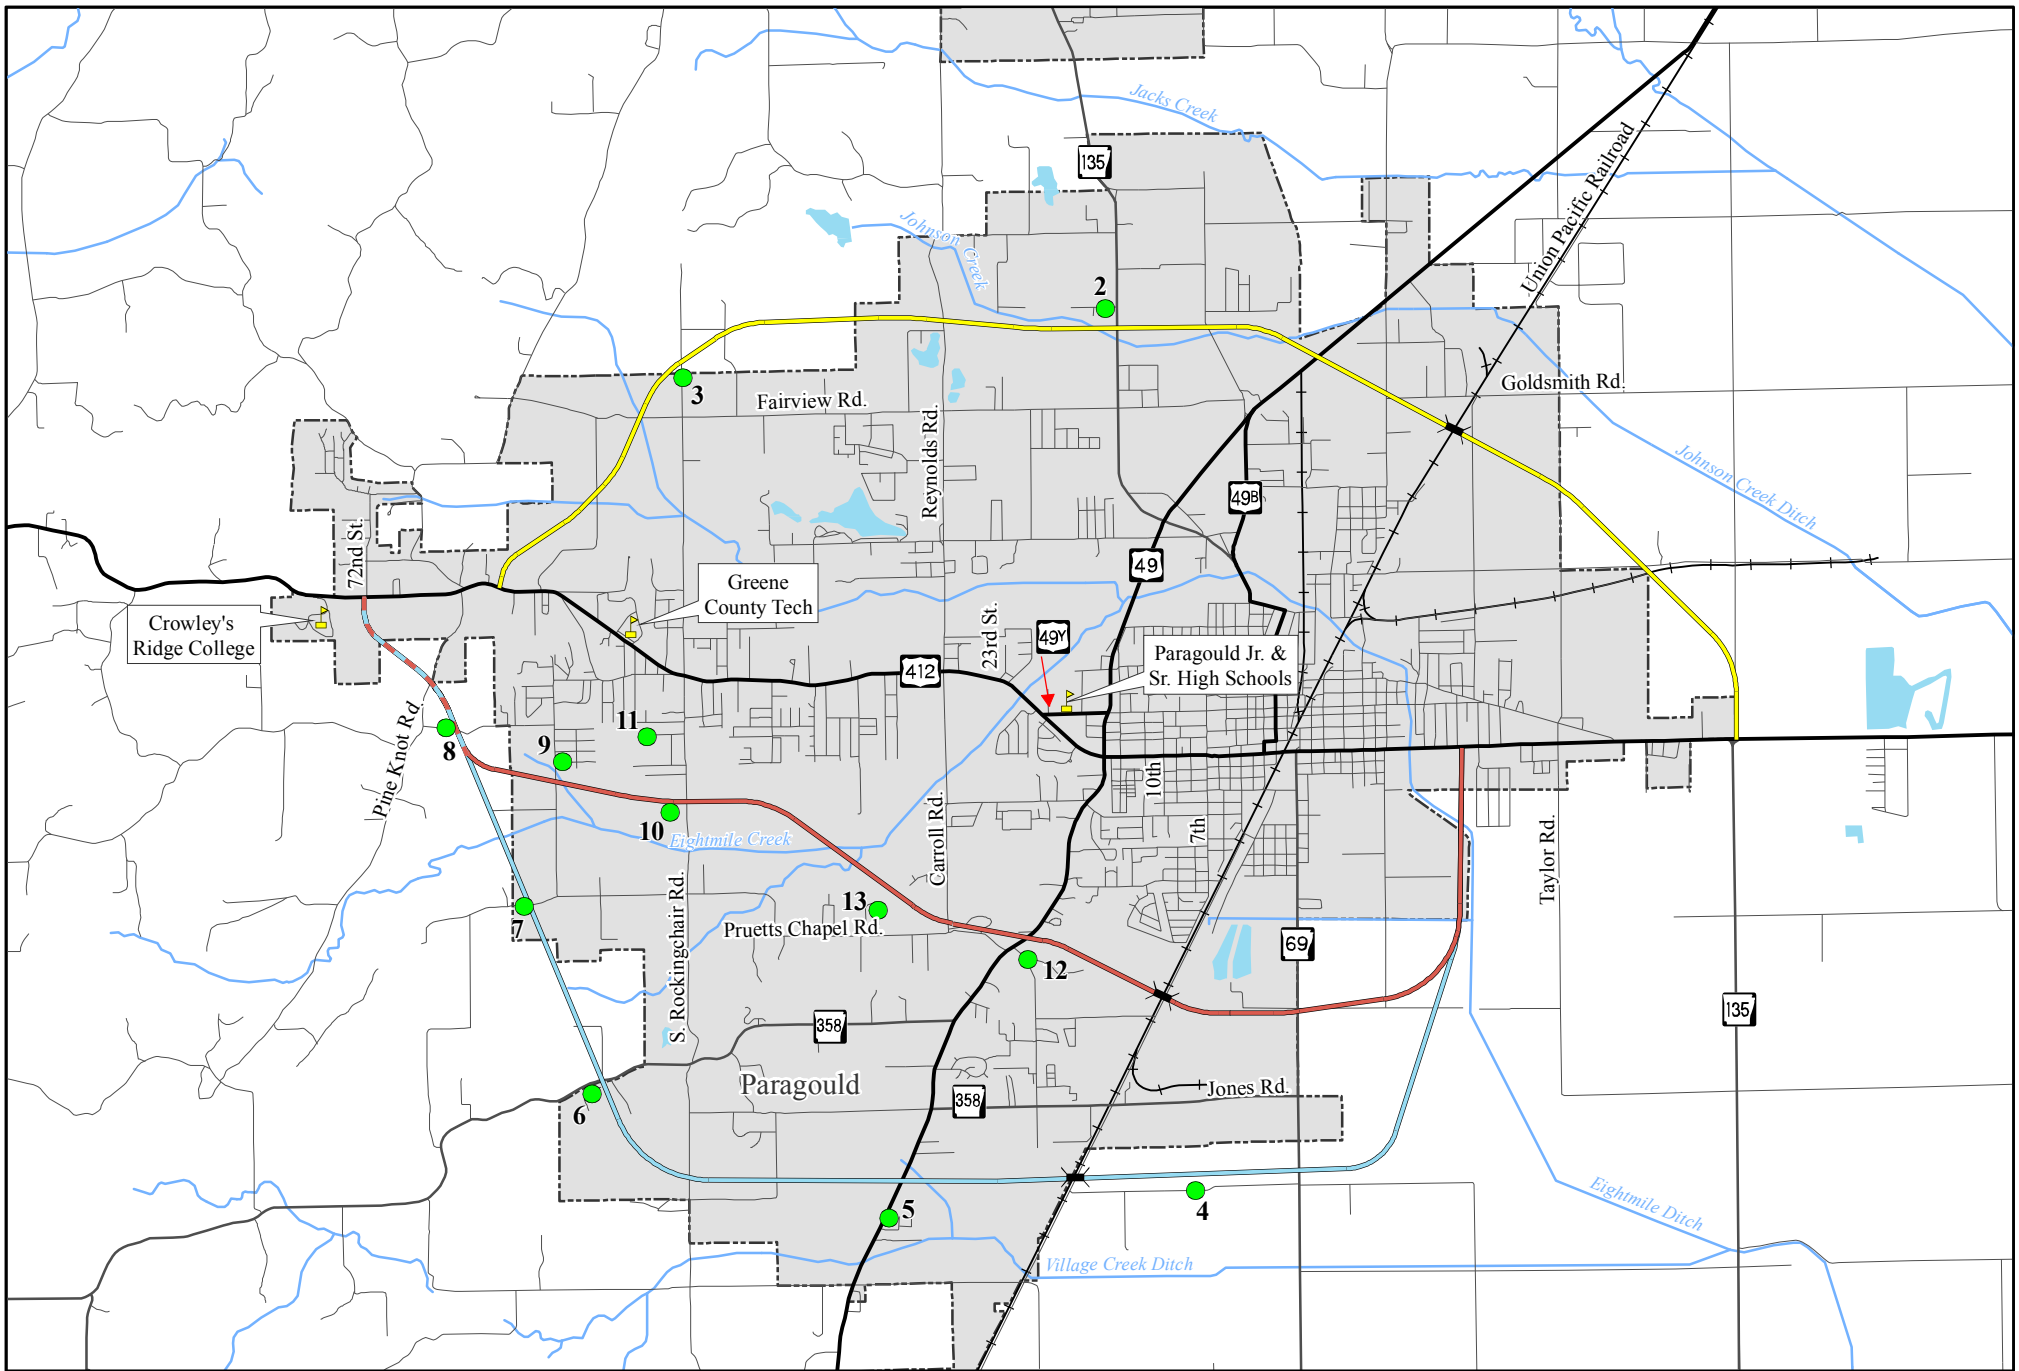 Jacks Creek
135
Union Pacific Railroad
Johnson
Creek
2
3
Fairview Rd.
Goldsmith Rd.
Reynolds Rd.
49B
Johnson Creek Ditch
72nd St.
49
Greene
County Tech
Crowley's
Ridge College
23rd St.
49Y
Paragould Jr. &
Sr. High Schools
412
11
9
8
Pine Knot Rd.
10th
10
Eightmile Creek
Carroll Rd.
7th
Taylor Rd.
S. Rockingchair Rd.
13
Pruetts Chapel Rd.
7
69
12
135
358
Paragould
358
Jones Rd.
6
5
4
Eightmile Ditch
Village Creek Ditch